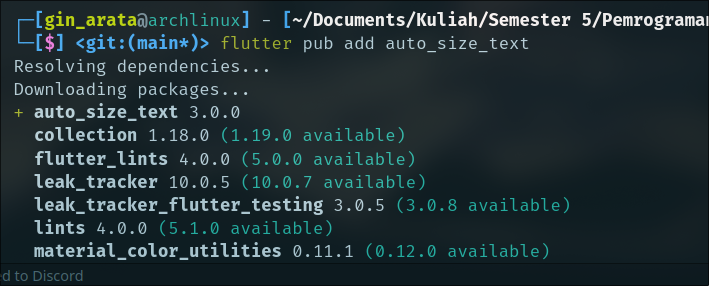 [gin_arata@archlinux] - [~/Documents/Kuliah/Semester 5/Pemrograman
[$] <git:(main*)> flutter pub add auto_size_text
Resolving dependencies...
Downloading packages...
+ auto_size_text 3.0.0
collection 1.18.0 (1.19.0 available)
flutter_lints 4.0.0 (5.0.0 available)
leak_tracker 10.0.5 (10.0.7 available)
leak_tracker_flutter_testing 3.0.5 (3.0.8 available)
lints 4.0.0 (5.1.0 available)
material_color_utilities 0.11.1 (0.12.0 available)
ed to Discord